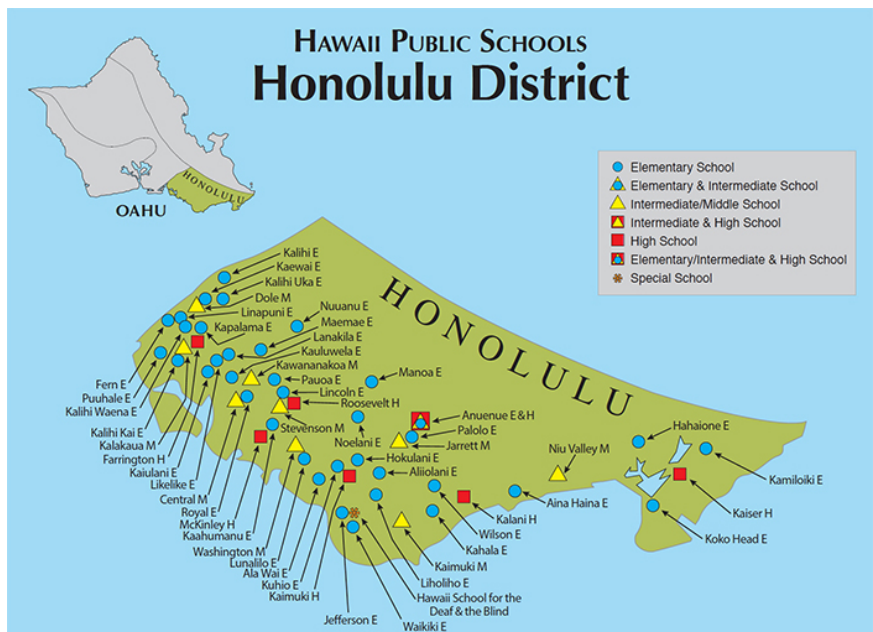 HAWAII PUBLIC SCHOOLS
Honolulu District
HONOLULU
OAHU
Elementary School
Elementary & Intermediate School
Intermediate/Middle School
Intermediate & High School
High School
Elementary/Intermediate & High School
Special School
HONOLULU
Kalihi E
Kaewai E
Kalihi Uka E
Dole M
Linapuni E
Kapalama E
Nuuanu E
Maemae E
Lanakila E
Kauluwela E
Kawananakoa M
Pauoa E
Lincoln E
Roosevelt H
Stevenson M
Manoa E
Noelani E
Hokulani E
Aliiolani E
Anuenue E & H
Palolo E
Jarrett M
Niu Valley M
Hahaione E
Kamiloiki E
Kaiser H
Koko Head E
Aina Haina E
Kalani H
Wilson E
Kahala E
Kaimuki M
Liholiho E
Hawaii School for the
Deaf & the Blind
Waikiki E
Jefferson E
Fern E
Puuhale E
Kalihi Waena E
Kalihi Kai E
Kalakaua M
Farrington H
Kaiulani E
Likelike E
Central M
Royal E
McKinley H
Kaahumanu E
Washington M
Lunalilo E
Ala Wai E
Kuhio E
Kaimuki H